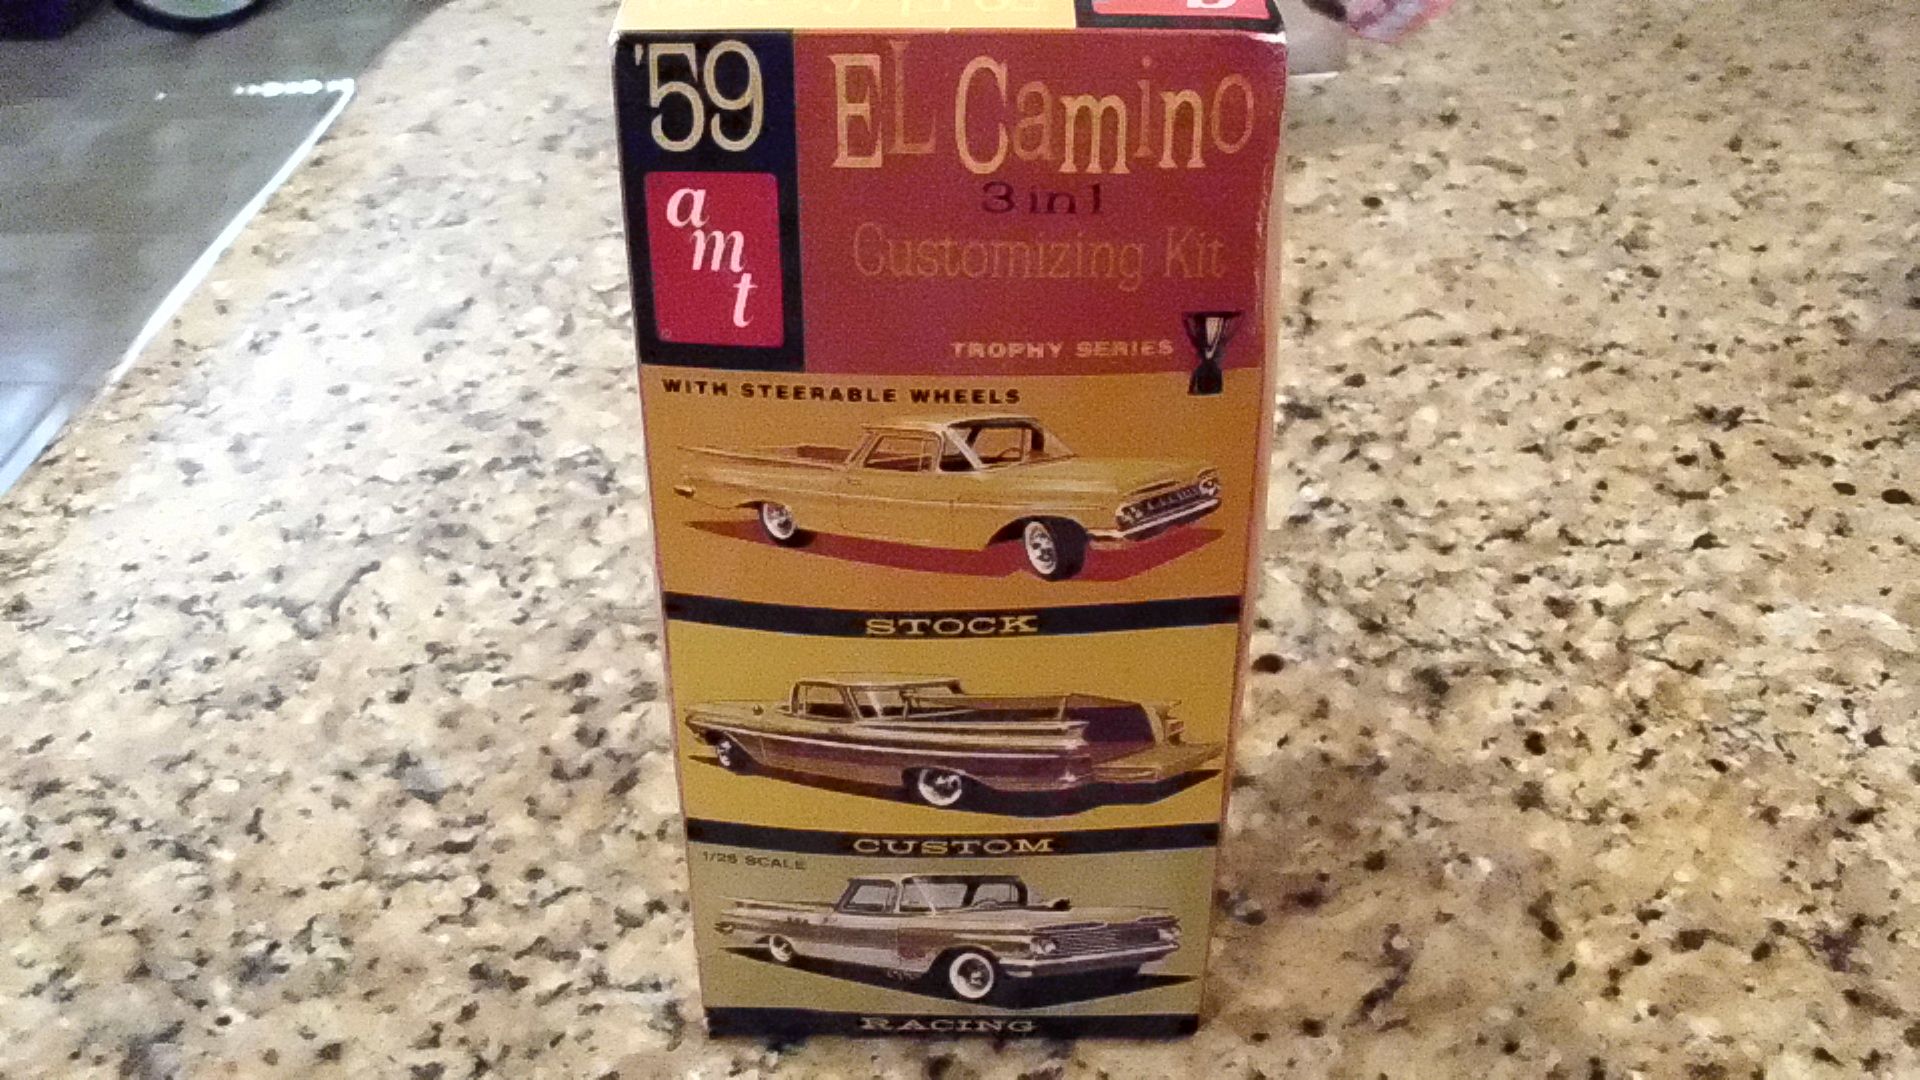 '59
EL Camino
3 in 1
Customizing Kit
amt
TROPHY SERIES
WITH STEERABLE WHEELS
STOCK
CUSTOM
1/25 SCALE
RACING